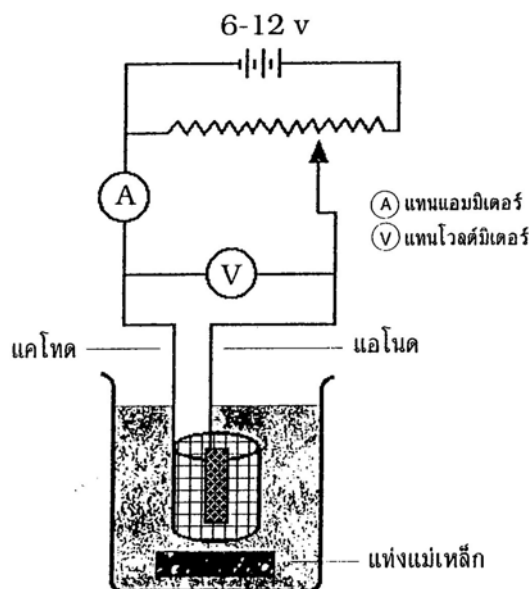 6-12 v
A
A แทนแอมมิเตอร์
V แทนโวลต์มิเตอร์
V
แคโทด
แอโนด
แท่งแม่เหล็ก